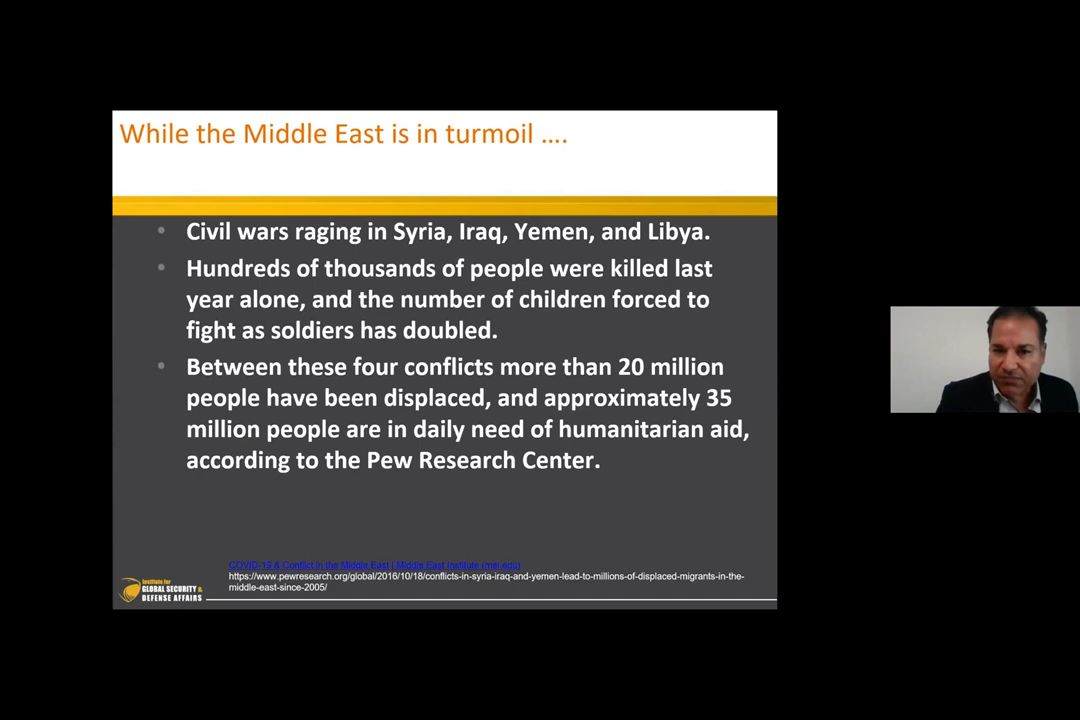 While the Middle East is in turmoil ….
• Civil wars raging in Syria, Iraq, Yemen, and Libya.
• Hundreds of thousands of people were killed last
year alone, and the number of children forced to
fight as soldiers has doubled.
• Between these four conflicts more than 20 million
people have been displaced, and approximately 35
million people are in daily need of humanitarian aid,
according to the Pew Research Center.
COVID-19 & Conflict in the Middle East | Middle East Institute (mei.edu)
https://www.pewresearch.org/global/2016/10/18/conflicts-in-syria-iraq-and-yemen-lead-to-millions-of-displaced-migrants-in-the-
middle-east-since-2005/
Institute for
GLOBAL SECURITY &
DEFENSE AFFAIRS